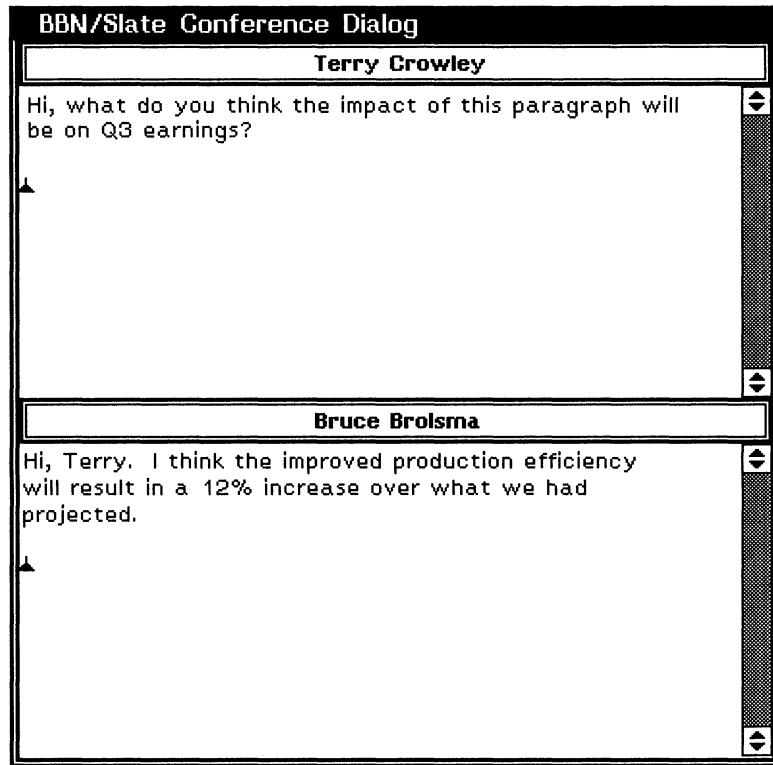 BBN/Slate Conference Dialog
Terry Crowley
Hi, what do you think the impact of this paragraph will
be on Q3 earnings?
Bruce Brolsma
Hi, Terry.  I think the improved production efficiency
will result in a 12% increase over what we had
projected.